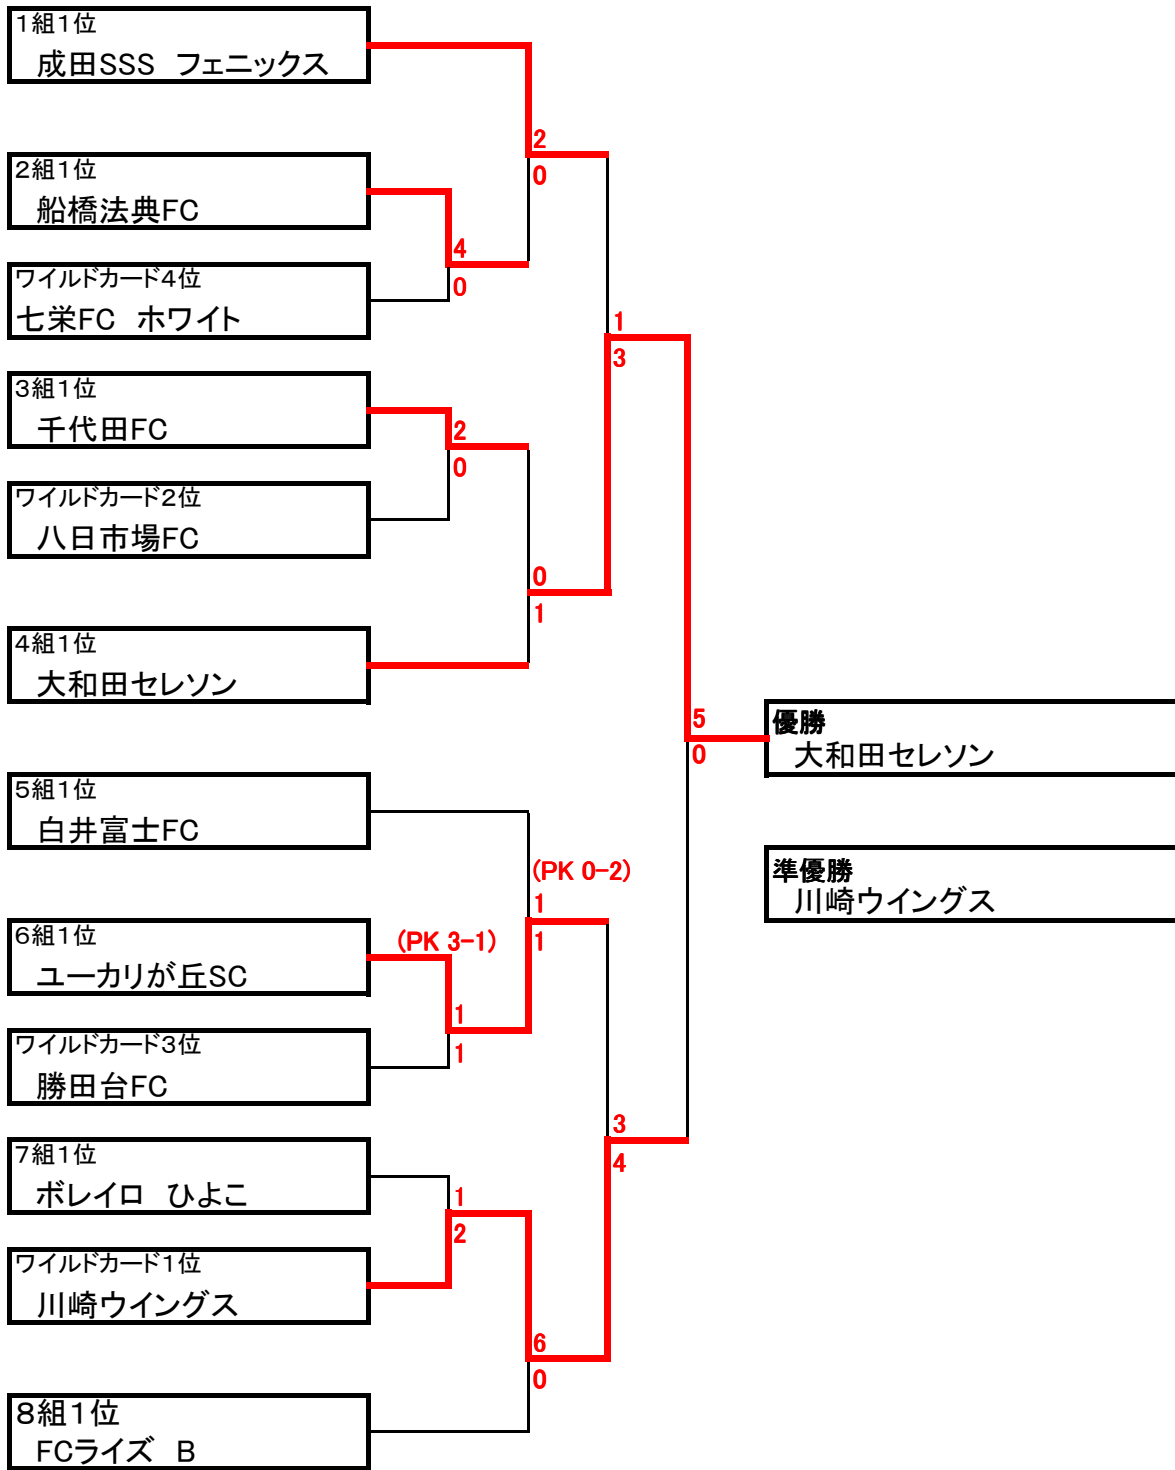 1組1位
成田SSS フェニックス
2
0
2組1位
船橋法典FC
4
0
ワイルドカード4位
七栄FC ホワイト
1
3
3組1位
千代田FC
2
0
ワイルドカード2位
八日市場FC
0
1
4組1位
大和田セレソン
5
0
優勝
大和田セレソン
5組1位
白井富士FC
(PK 0-2)
1
1
準優勝
川崎ウイングス
6組1位
ユーカリが丘SC
(PK 3-1)
1
1
ワイルドカード3位
勝田台FC
3
4
7組1位
ボレイロ ひよこ
1
2
ワイルドカード1位
川崎ウイングス
6
0
8組1位
FCライズ B